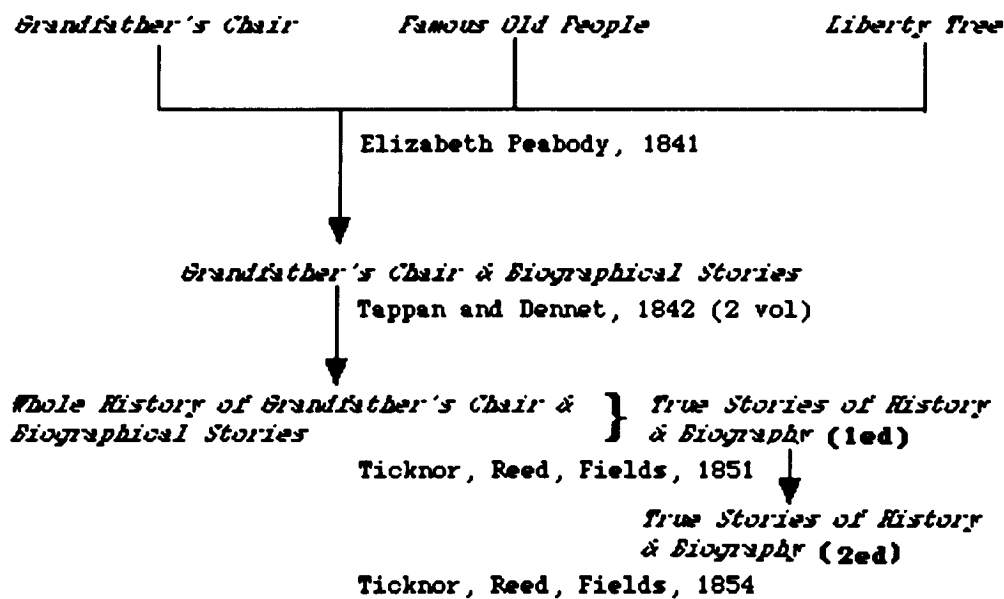 Grandfather's Chair Famous Old People Liberty Tree
Elizabeth Peabody, 1841
Grandfather's Chair & Biographical Stories
Tappan and Dennet, 1842 (2 vol)
Whole History of Grandfather's Chair & } True Stories of History
Biographical Stories & Biography (1ed)
Ticknor, Reed, Fields, 1851
True Stories of History
& Biography (2ed)
Ticknor, Reed, Fields, 1854